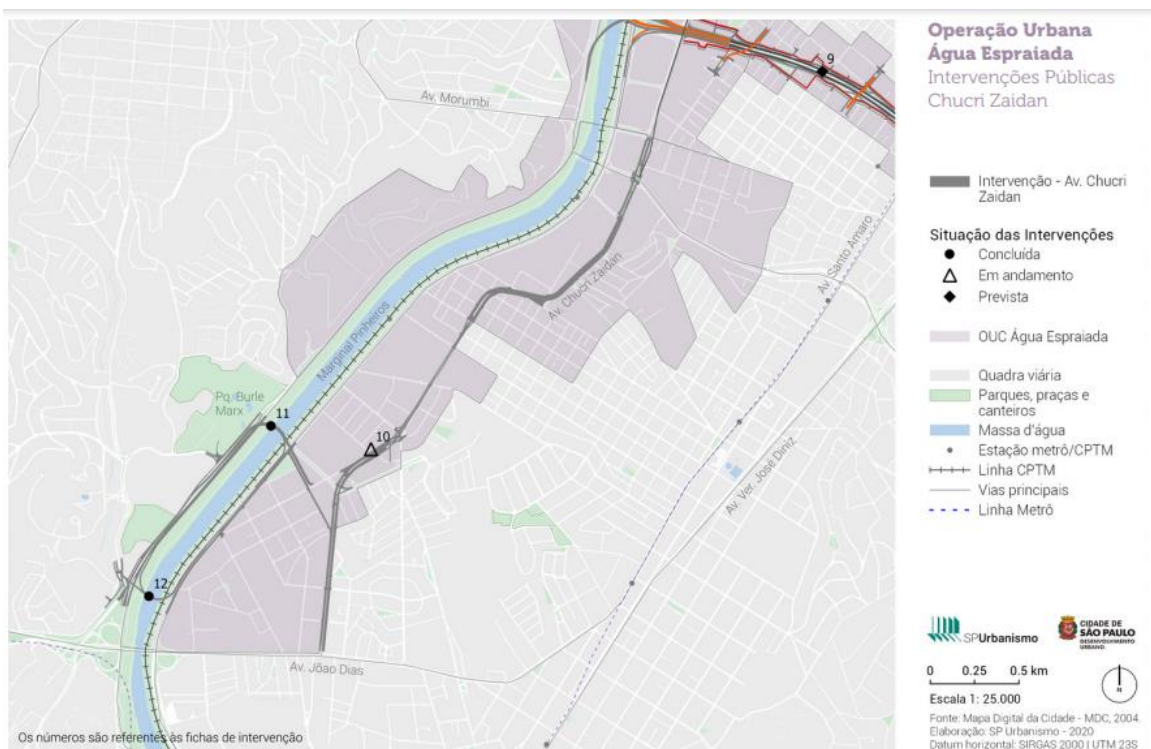 Av. Morumbi
9
Av. Santo Amaro
Av. Chucri Zaidan
Marginal Pinheiros
Pq. Burle
Marx
11
10
Av. Ver. José Diniz
12
Av. Jõao Dias
Os números são referentes às fichas de intervenção
Operação Urbana
Água Espraiada
Intervenções Públicas
Chucri Zaidan
Intervenção - Av. Chucri
Zaidan
Situação das Intervenções
Concluída
Em andamento
Prevista
OUC Água Espraiada
Quadra viária
Parques, praças e
canteiros
Massa d'água
Estação metrô/CPTM
Linha CPTM
Vias principais
Linha Metrô
SPUrbanismo
CIDADE DE
SÃO PAULO
DESENVOLVIMENTO
URBANO
0 0.25 0.5 km
N
Escala 1: 25.000
Fonte: Mapa Digital da Cidade - MDC, 2004.
Elaboração: SP Urbanismo - 2020
Datum horizontal: SIRGAS 2000 | UTM 23S